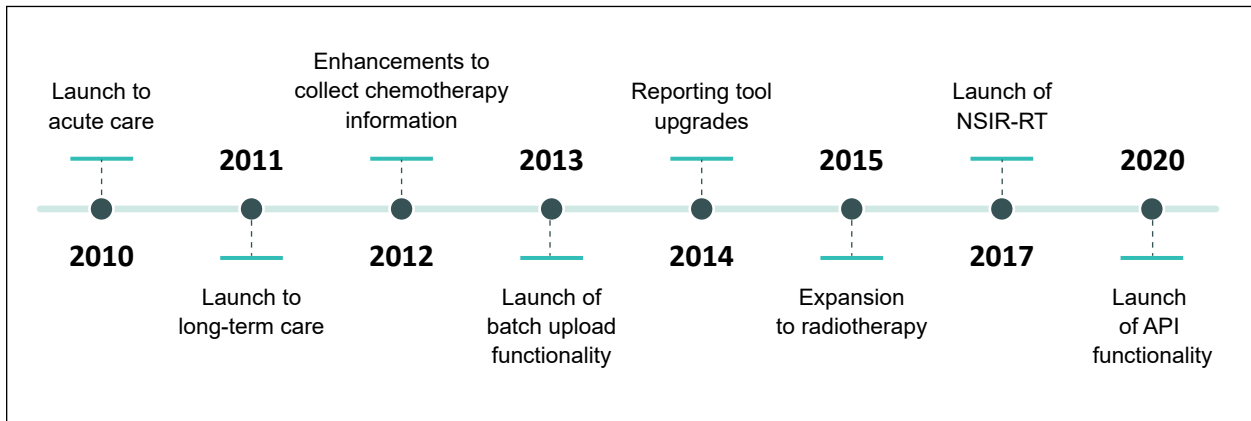 Launch to
acute care
2010
2011
Launch to
long-term care
Enhancements to
collect chemotherapy
information
2012
2013
Launch of
batch upload
functionality
Reporting tool
upgrades
2014
2015
Expansion
to radiotherapy
Launch of
NSIR-RT
2017
2020
Launch
of API
functionality